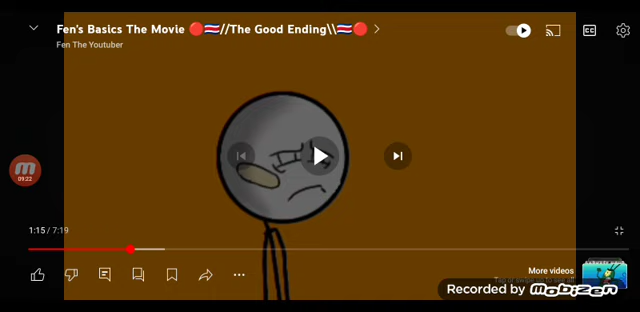 Fen's Basics The Movie 🔴🇨🇷//The Good Ending\\🇨🇷🔴
Fen The Youtuber
CC
09:22
1:15 / 7:19
More videos
Recorded by mobizen